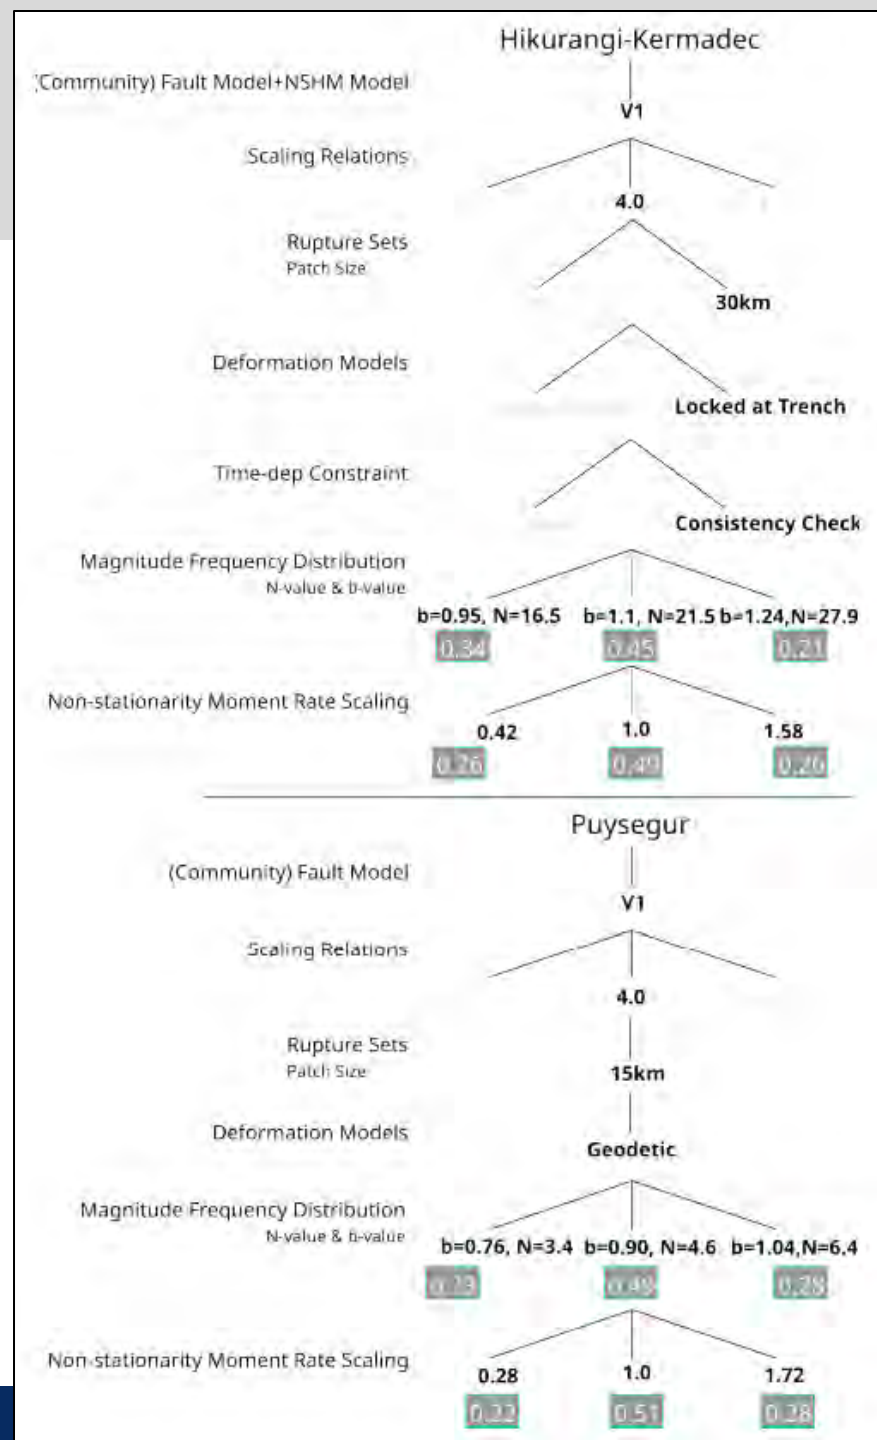 Hikurangi-Kermadec
(Community) Fault Model+NSHM Model
V1
Scaling Relations
4.0
Rupture Sets
Patch Size
30km
Deformation Models
Locked at Trench
Time-dep Constraint
Consistency Check
Magnitude Frequency Distribution
N-value & b-value
b=0.95, N=16.5 b=1.1, N=21.5 b=1.24,N=27.9
0.34 0.45 0.21
Non-stationarity Moment Rate Scaling
0.42 1.0 1.58
0.26 0.49 0.26
Puysegur
(Community) Fault Model
V1
Scaling Relations
4.0
Rupture Sets
Patch Size
15km
Deformation Models
Geodetic
Magnitude Frequency Distribution
N-value & b-value
b=0.76, N=3.4 b=0.90, N=4.6 b=1.04,N=6.4
0.28
Non-stationarity Moment Rate Scaling
0.28 1.0 1.72
0.22 0.51 0.28